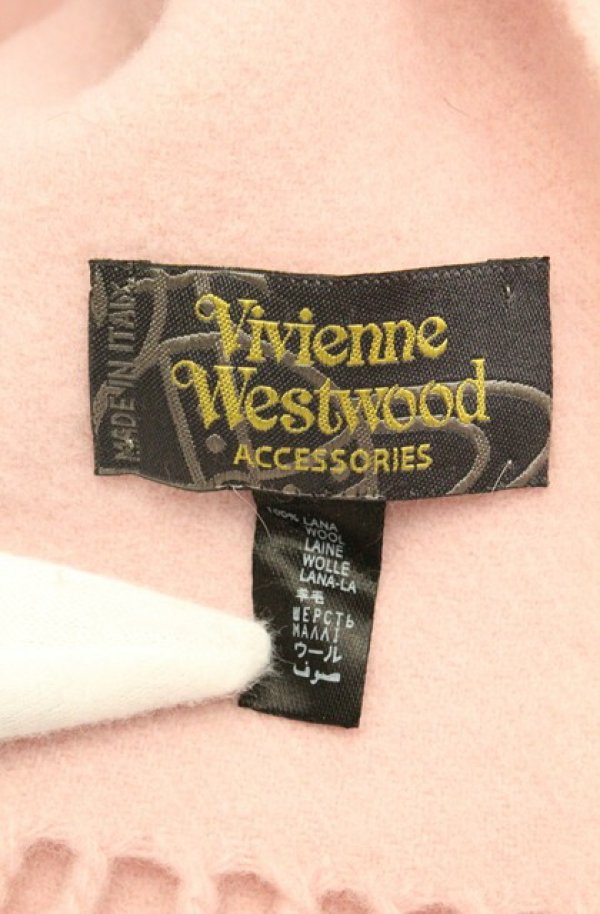 MADE IN ITALY
Vivienne
Westwood
ACCESSORIES
100% LANA
WOOL
LAINE
WOLLE
LANA-LA
羊毛
ШЕРСТЬ
ΜΑΛΛΙ
ウール
صوف